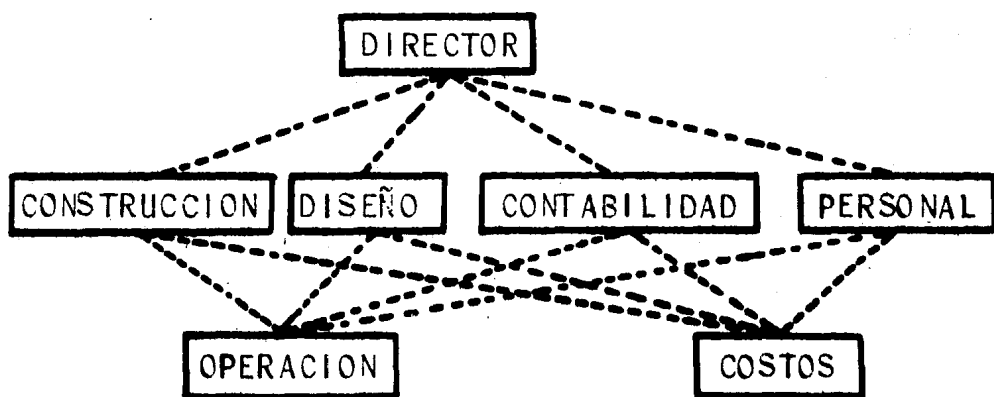 DIRECTOR
CONSTRUCCION DISEÑO CONTABILIDAD PERSONAL
OPERACION COSTOS